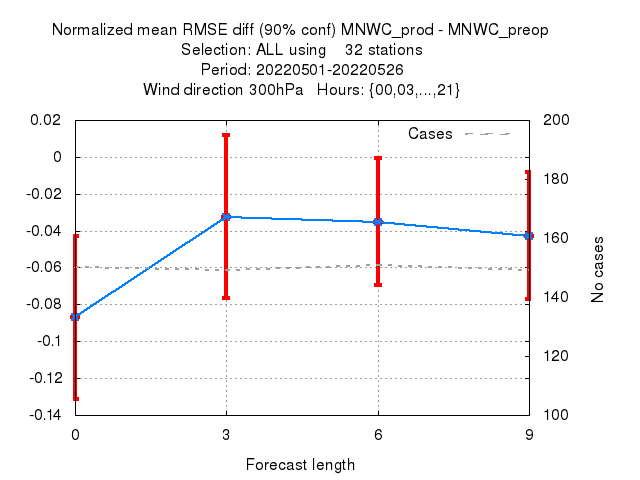 Normalized mean RMSE diff (90% conf) MNWC_prod - MNWC_preop
Selection: ALL using    32 stations
Period: 20220501-20220526
Wind direction 300hPa   Hours: {00,03,...,21}
0.02
0
-0.02
-0.04
-0.06
-0.08
-0.1
-0.12
-0.14
Cases
200
180
160
140
120
100
No cases
0 3 6 9
Forecast length